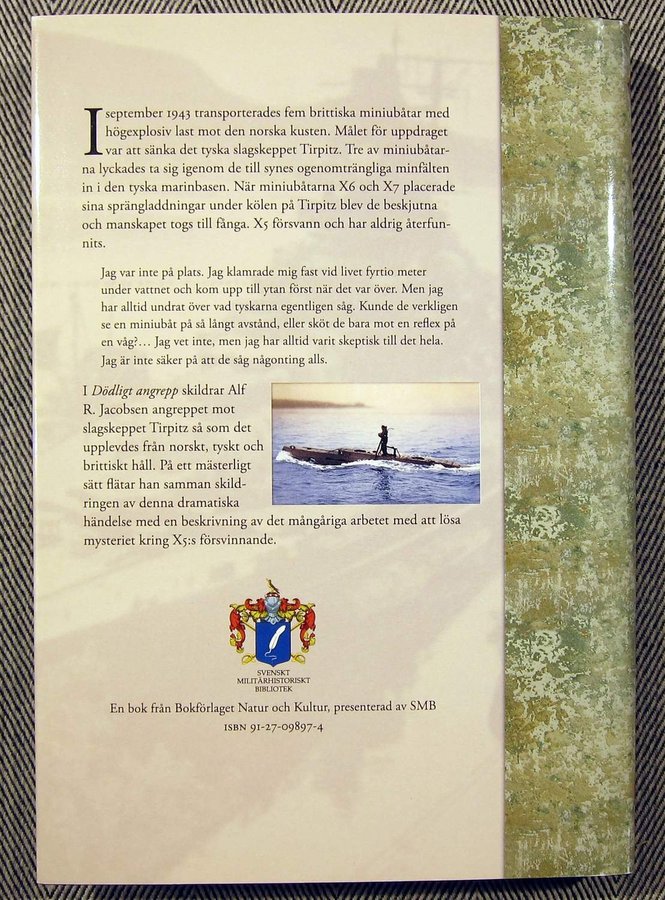 I september 1943 transporterades fem brittiska miniubåtar med
högexplosiv last mot den norska kusten. Målet för uppdraget
var att sänka det tyska slagskeppet Tirpitz. Tre av miniubåtar-
na lyckades ta sig igenom de till synes ogenomträngliga minfälten
in i den tyska marinbasen. När miniubåtarna X6 och X7 placerade
sina sprängladdningar under kölen på Tirpitz blev de beskjutna
och manskapet togs till fånga. X5 försvann och har aldrig återfun-
nits.
Jag var inte på plats. Jag klamrade mig fast vid livet fyrtio meter
under vattnet och kom upp till ytan först när det var över. Men jag
har alltid undrat över vad tyskarna egentligen såg. Kunde de verkligen
se en miniubåt på så långt avstånd, eller sköt de bara mot en reflex på
en våg?… Jag vet inte, men jag har alltid varit skeptisk till det hela.
Jag är inte säker på att de såg någonting alls.
I Dödligt angrepp skildrar Alf
R. Jacobsen angreppet mot
slagskeppet Tirpitz så som det
upplevdes från norskt, tyskt och
brittiskt håll. På ett mästerligt
sätt flätar han samman skild-
ringen av denna dramatiska
händelse med en beskrivning av det mångåriga arbetet med att lösa
mysteriet kring X5:s försvinnande.
SVENSKT
MILITÄRHISTORISKT
BIBLIOTEK
En bok från Bokförlaget Natur och Kultur, presenterad av SMB
ISBN 91-27-09897-4